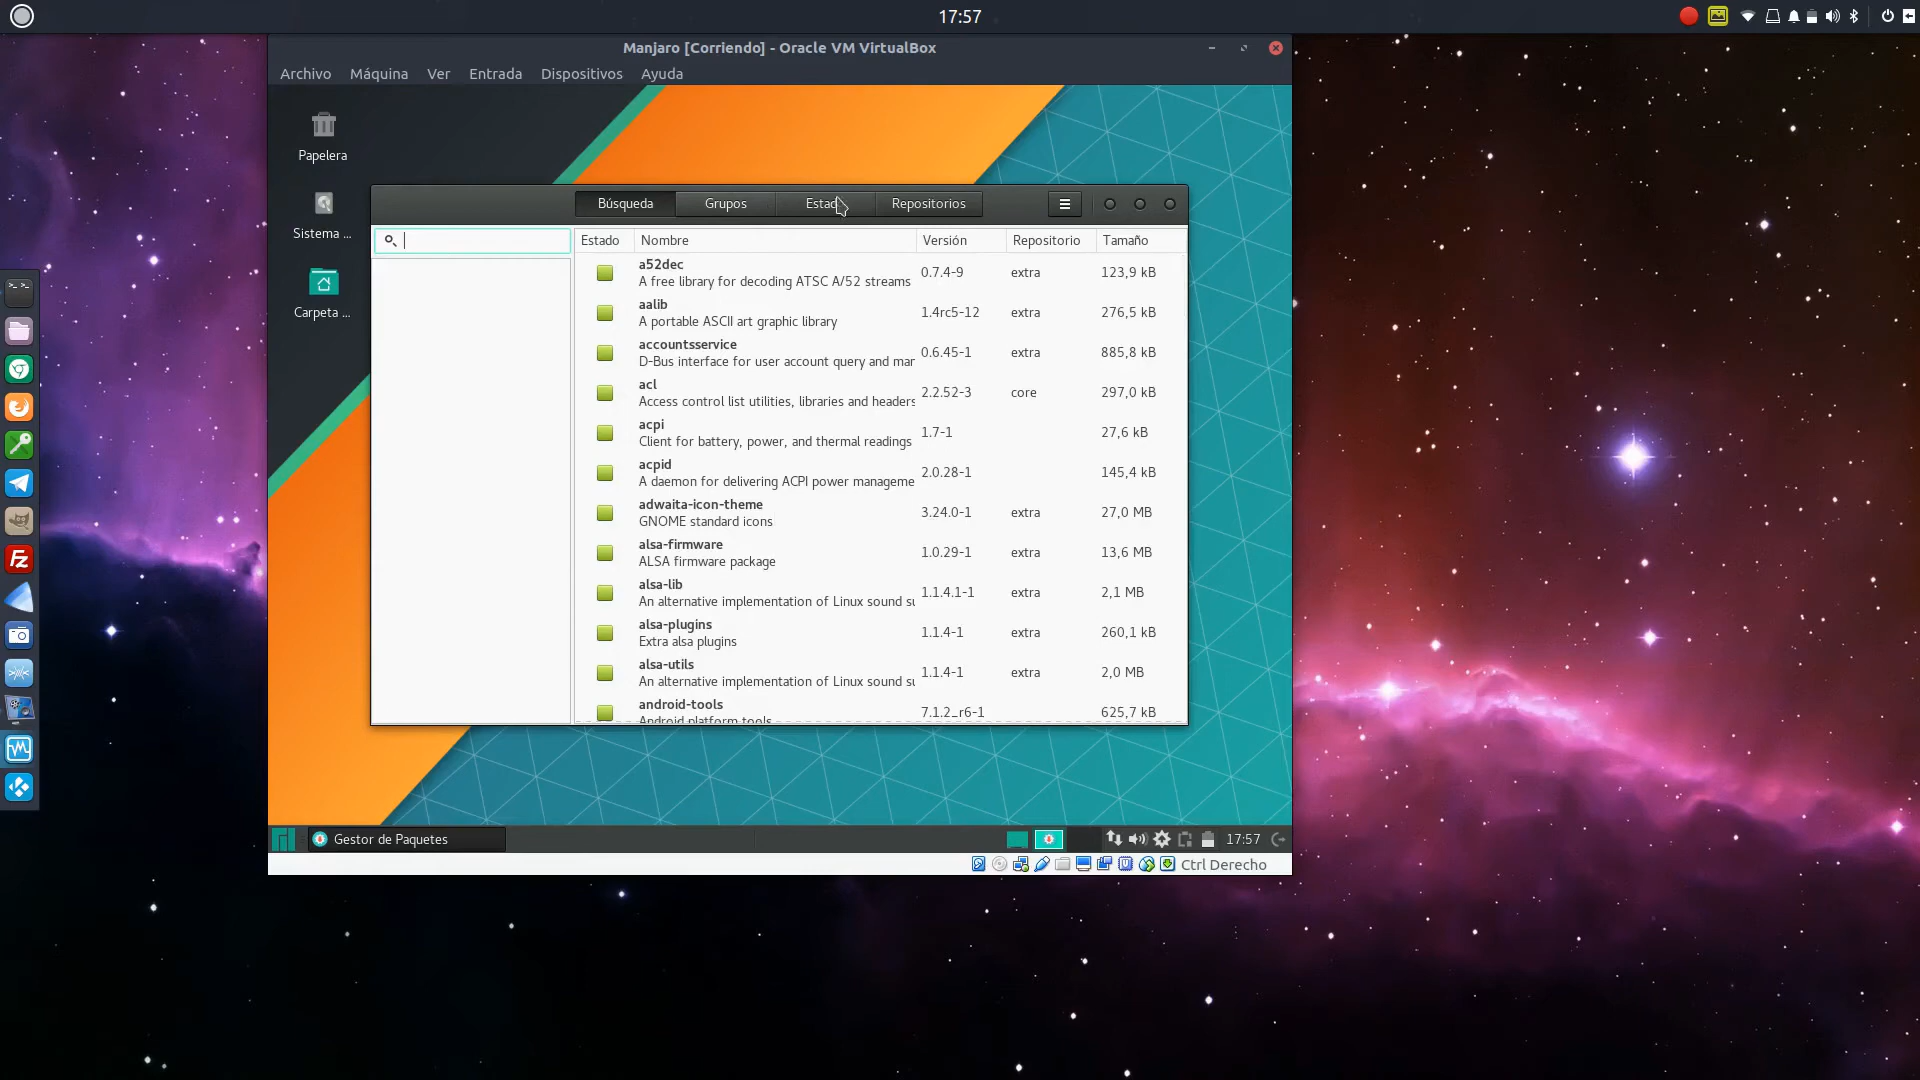 17:57
Manjaro [Corriendo] - Oracle VM VirtualBox
Archivo Máquina Ver Entrada Dispositivos Ayuda
Papelera
Sistema ...
Carpeta ...
Búsqueda Grupos Estad Repositorios
Estado Nombre Versión Repositorio Tamaño
a52dec
A free library for decoding ATSC A/52 streams
0.7.4-9 extra 123,9 kB
aalib
A portable ASCII art graphic library
1.4rc5-12 extra 276,5 kB
accountsservice
D-Bus interface for user account query and mar
0.6.45-1 extra 885,8 kB
acl
Access control list utilities, libraries and headers
2.2.52-3 core 297,0 kB
acpi
Client for battery, power, and thermal readings
1.7-1 27,6 kB
acpid
A daemon for delivering ACPI power manageme
2.0.28-1 145,4 kB
adwaita-icon-theme
GNOME standard icons
3.24.0-1 extra 27,0 MB
alsa-firmware
ALSA firmware package
1.0.29-1 extra 13,6 MB
alsa-lib
An alternative implementation of Linux sound su
1.1.4.1-1 extra 2,1 MB
alsa-plugins
Extra alsa plugins
1.1.4-1 extra 260,1 kB
alsa-utils
An alternative implementation of Linux sound su
1.1.4-1 extra 2,0 MB
android-tools
Android platform tools
7.1.2_r6-1 625,7 kB
Gestor de Paquetes
17:57
Ctrl Derecho